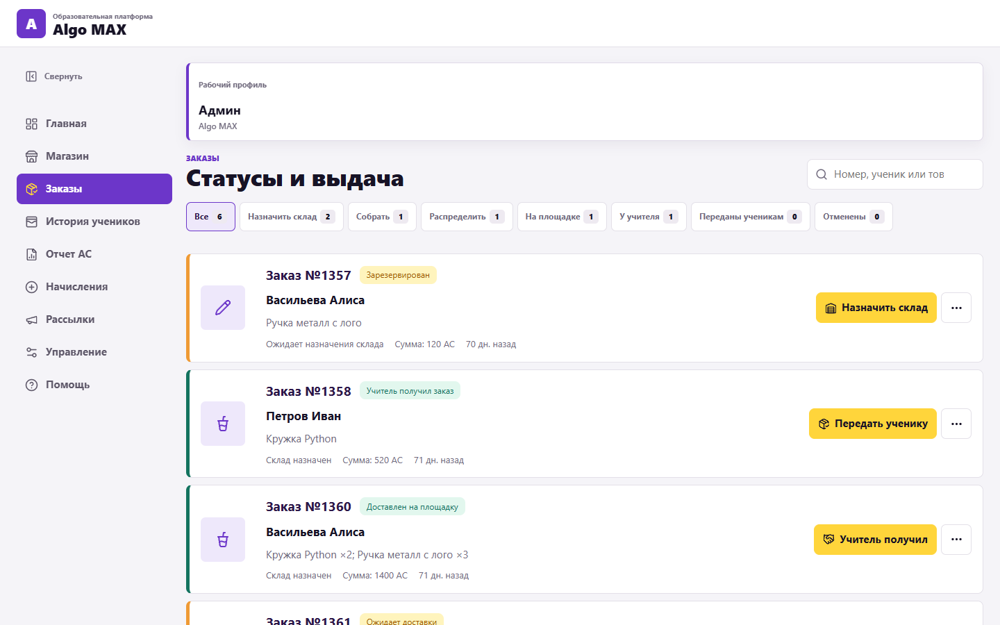 A
Образовательная платформа
Algo MAX
Свернуть
Главная
Магазин
Заказы
История учеников
Отчет АС
Начисления
Рассылки
Управление
Помощь
Рабочий профиль
Админ
Algo MAX
ЗАКАЗЫ
Статусы и выдача
Номер, ученик или тов
Все 6
Назначить склад 2
Собрать 1
Распределить 1
На площадке 1
У учителя 1
Переданы ученикам 0
Отменены 0
Заказ №1357 Зарезервирован
Васильева Алиса
Ручка металл с лого
Ожидает назначения склада Сумма: 120 АС 70 дн. назад
Назначить склад
Заказ №1358 Учитель получил заказ
Петров Иван
Кружка Python
Склад назначен Сумма: 520 АС 71 дн. назад
Передать ученику
Заказ №1360 Доставлен на площадку
Васильева Алиса
Кружка Python ×2; Ручка металл с лого ×3
Склад назначен Сумма: 1400 АС 71 дн. назад
Учитель получил
Заказ №1361 Ожидает доставки